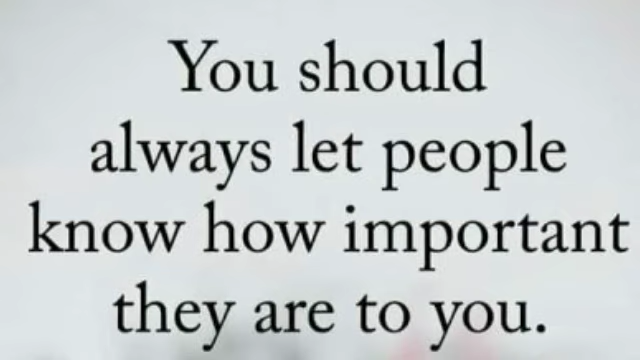 You should
always let people
know how important
they are to you.